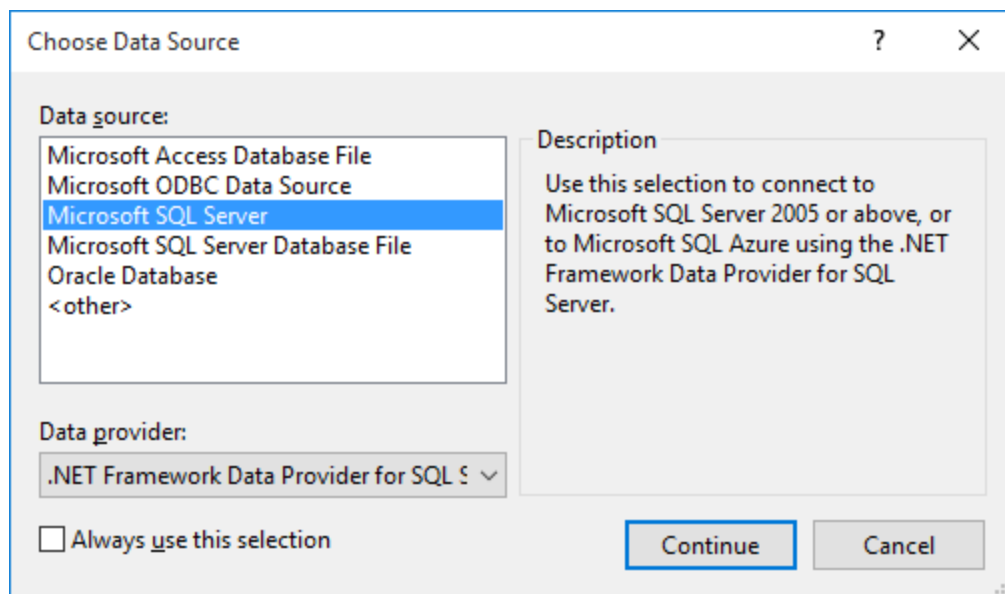 Choose Data Source
?
Data source:
Microsoft Access Database File
Microsoft ODBC Data Source
Microsoft SQL Server
Microsoft SQL Server Database File
Oracle Database
<other>
Description
Use this selection to connect to
Microsoft SQL Server 2005 or above, or
to Microsoft SQL Azure using the .NET
Framework Data Provider for SQL
Server.
Data provider:
.NET Framework Data Provider for SQL S
Always use this selection
Continue
Cancel